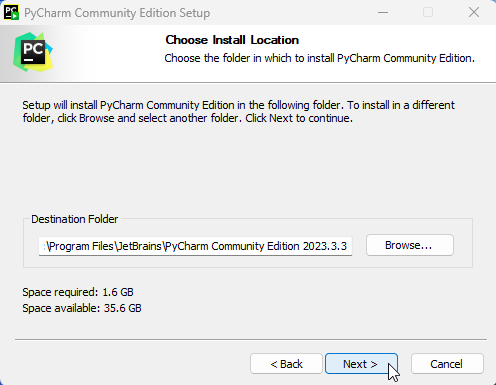 PyCharm Community Edition Setup
PC
Choose Install Location
Choose the folder in which to install PyCharm Community Edition.
Setup will install PyCharm Community Edition in the following folder. To install in a different
folder, click Browse and select another folder. Click Next to continue.
Destination Folder
:\Program Files\JetBrains\PyCharm Community Edition 2023.3.3
Browse...
Space required: 1.6 GB
Space available: 35.6 GB
< Back
Next >
Cancel